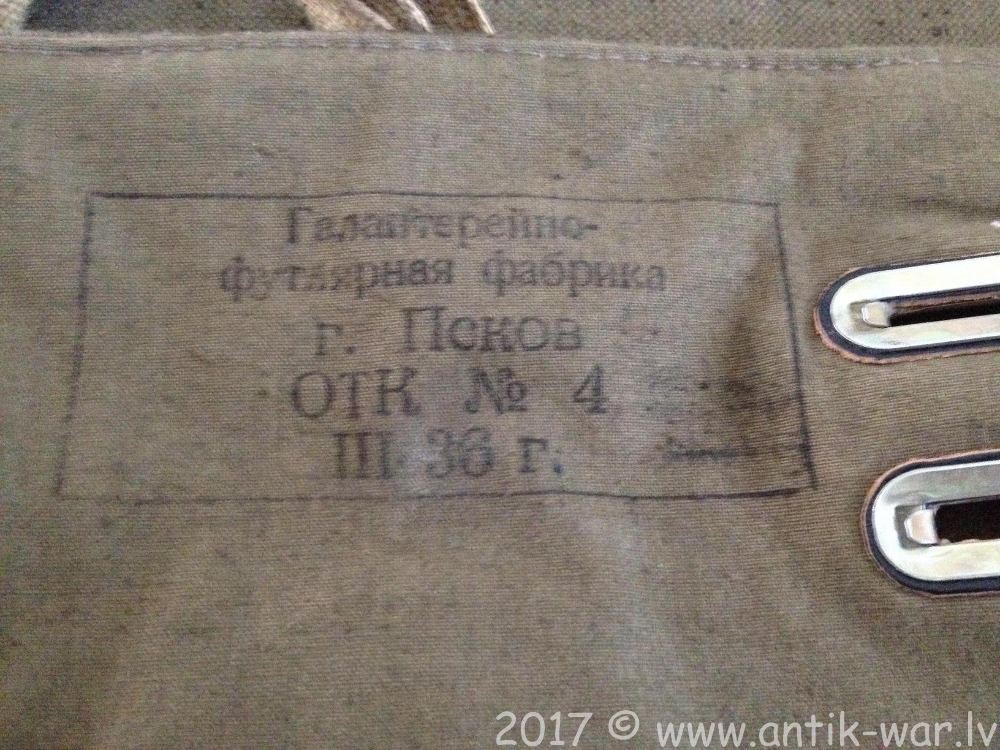 Галантерейно-
футлярная фабрика
г. Псков
ОТК № 4
III 36 г.
2017 © www.antik-war.lv